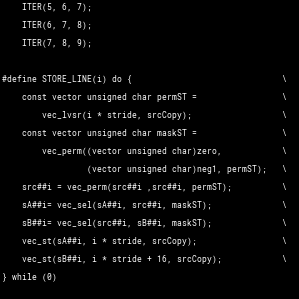 ITER(5, 6, 7);
ITER(6, 7, 8);
ITER(7, 8, 9);
#define STORE_LINE(i) do { \
const vector unsigned char permST = \
vec_lvsr(i * stride, srcCopy); \
const vector unsigned char maskST = \
vec_perm((vector unsigned char)zero, \
(vector unsigned char)neg1, permST); \
src##i = vec_perm(src##i ,src##i, permST); \
sA##i= vec_sel(sA##i, src##i, maskST); \
sB##i= vec_sel(src##i, sB##i, maskST); \
vec_st(sA##i, i * stride, srcCopy); \
vec_st(sB##i, i * stride + 16, srcCopy); \
} while (0)